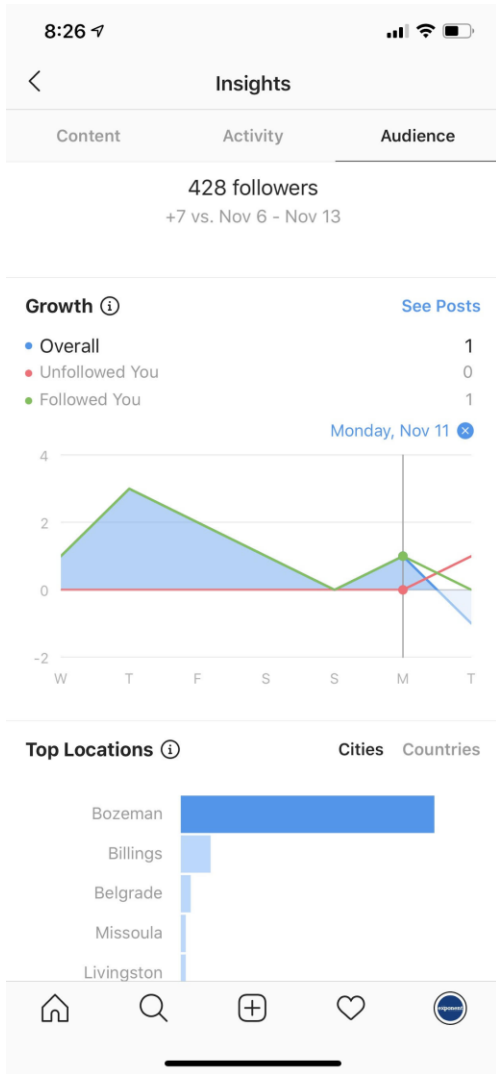 8:26
Insights
Content Activity Audience
428 followers
+7 vs. Nov 6 - Nov 13
Growth See Posts
Overall 1
Unfollowed You 0
Followed You 1
Monday, Nov 11
4
2
0
-2
W T F S S M T
Top Locations Cities Countries
Bozeman
Billings
Belgrade
Missoula
Livingston